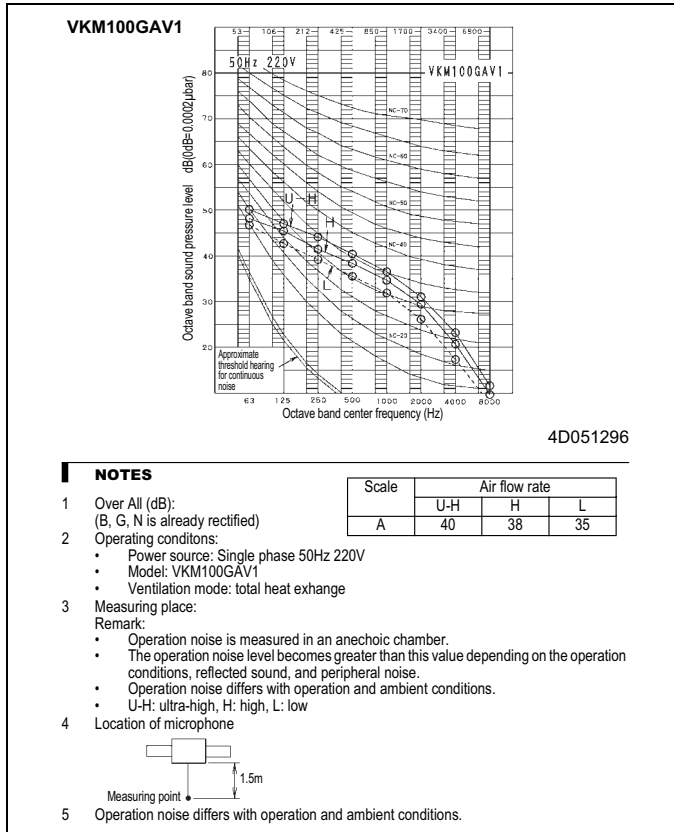 VKM100GAV1
53 106 212 425 850 1700 3400 6800
50Hz 220V
VKM100GAV1
80
70
60
50
40
30
20
NC-70
NC-60
NC-50
NC-40
NC-20
U-H
H
L
Octave band sound pressure level dB(0dB=0.0002μbar)
Approximate
threshold hearing
for continuous
noise
63 125 250 500 1000 2000 4000 8000
Octave band center frequency (Hz)
4D051296
NOTES
1 Over All (dB):
(B, G, N is already rectified)
Scale Air flow rate
U-H H L
A 40 38 35
2 Operating conditons:
• Power source: Single phase 50Hz 220V
• Model: VKM100GAV1
• Ventilation mode: total heat exhange
3 Measuring place:
Remark:
• Operation noise is measured in an anechoic chamber.
• The operation noise level becomes greater than this value depending on the operation
conditions, reflected sound, and peripheral noise.
• Operation noise differs with operation and ambient conditions.
• U-H: ultra-high, H: high, L: low
4 Location of microphone
1.5m
Measuring point
5 Operation noise differs with operation and ambient conditions.